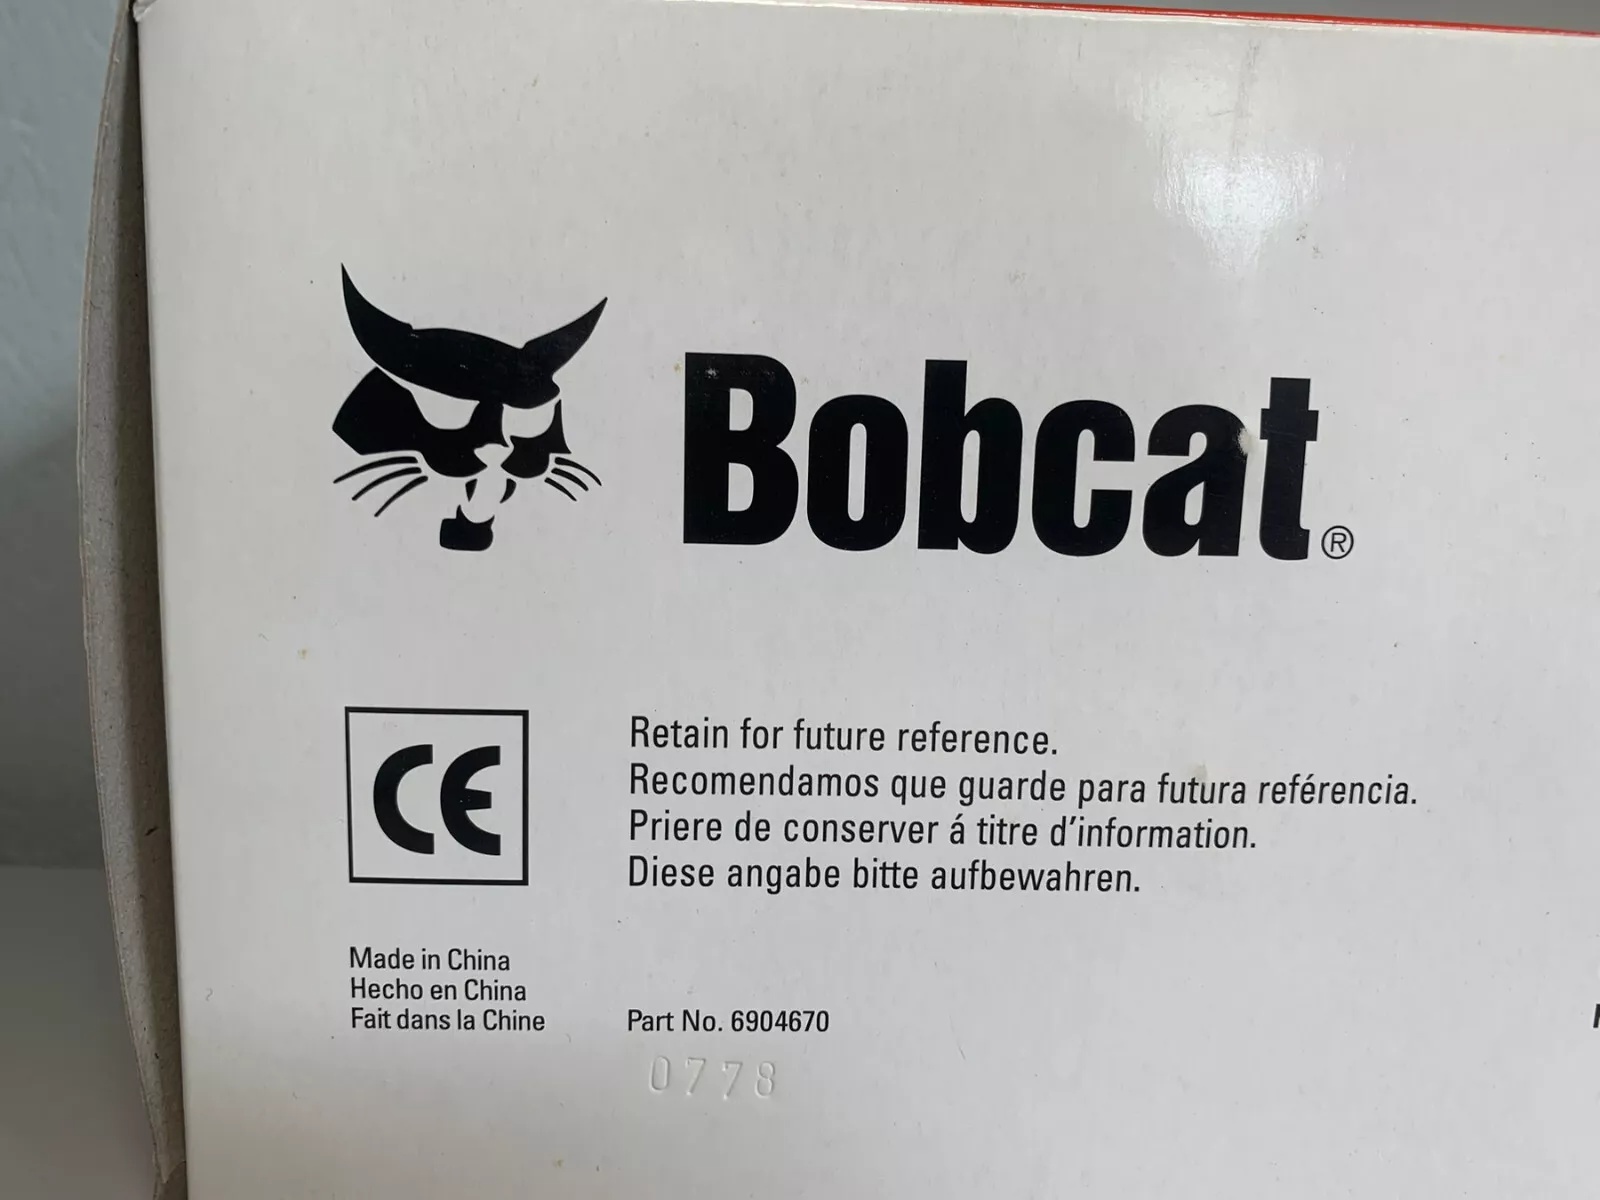 Bobcat®
CE
Retain for future reference.
Recomendamos que guarde para futura reférencia.
Priere de conserver á titre d'information.
Diese angabe bitte aufbewahren.
Made in China
Hecho en China
Fait dans la Chine
Part No. 6904670
0778